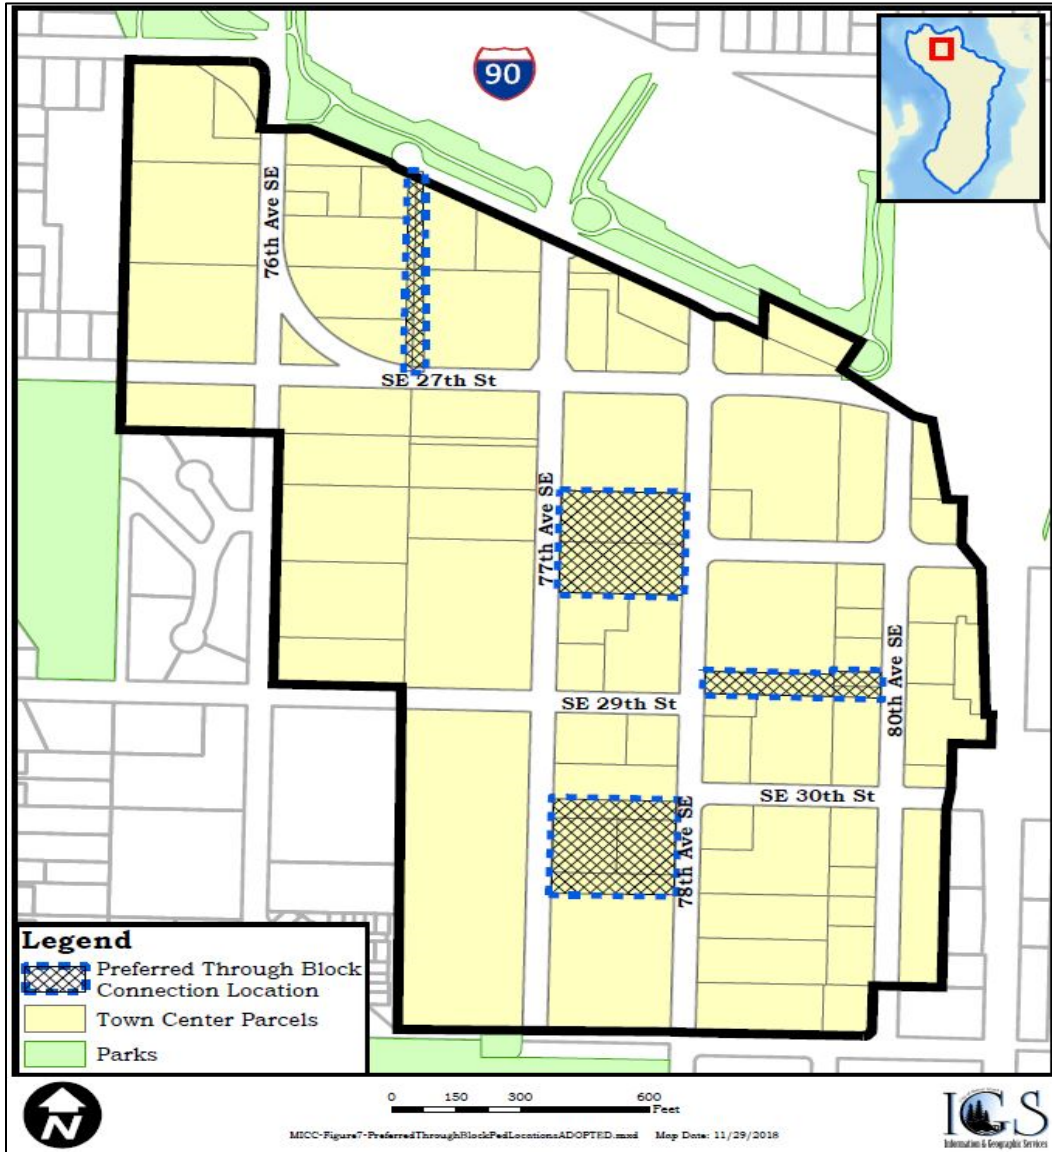 90
76th Ave SE
SE 27th St
77th Ave SE
80th Ave SE
SE 29th St
SE 30th St
78th Ave SE
Legend
Preferred Through Block
Connection Location
Town Center Parcels
Parks
N
0 150 300 600
Feet
MICC-Figure7-PreferredThroughBlockPedLocationsADOPTED.mxd Map Date: 11/29/2018
IGS
Information & Geographic Services